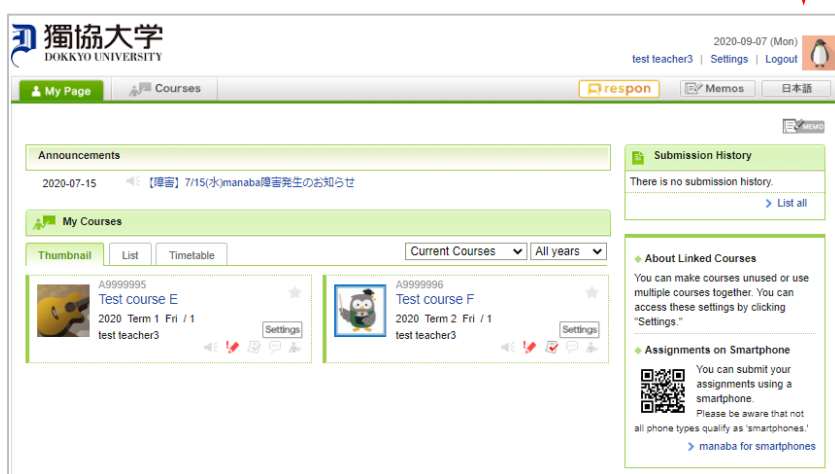 獨協大学
DOKKYO UNIVERSITY
2020-09-07 (Mon)
test teacher3 | Settings | Logout
My Page
Courses
respon
Memos
日本語
MEMO
Announcements
2020-07-15 【障害】7/15(水)manaba障害発生のお知らせ
My Courses
Thumbnail
List
Timetable
Current Courses
All years
A9999995
Test course E
2020 Term 1 Fri / 1
test teacher3
Settings
A9999996
Test course F
2020 Term 2 Fri / 1
test teacher3
Settings
Submission History
There is no submission history.
List all
About Linked Courses
You can make courses unused or use
multiple courses together. You can
access these settings by clicking
"Settings."
Assignments on Smartphone
You can submit your
assignments using a
smartphone.
Please be aware that not
all phone types qualify as 'smartphones.'
manaba for smartphones